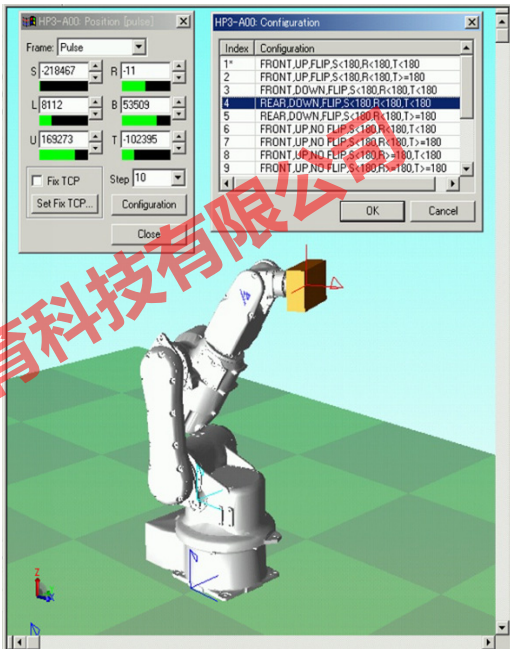 HP3-A00: Position [pulse]
Frame: Pulse
S -218467 R -11
L 8112 B 53509
U 169273 T -102395
Fix TCP Step 10
Set Fix TCP... Configuration
Close
HP3-A00: Configuration
Index Configuration
1* FRONT,UP,FLIP,S<180,R<180,T<180
2 FRONT,UP,FLIP,S<180,R<180,T>=180
3 FRONT,DOWN,FLIP,S<180,R<180,T<180
4 REAR,DOWN,FLIP,S<180,R<180,T<180
5 REAR,DOWN,FLIP,S<180,R<180,T>=180
6 FRONT,UP,NO FLIP,S<180,R<180,T>=180
7 FRONT,UP,NO FLIP,S<180,R>=180,T<180
8 FRONT,UP,NO FLIP,S<180,R>=180,T<180
9 FRONT,UP,NO FLIP,S<180,R>=180,T>=180
OK Cancel
育科技有限公司
Z